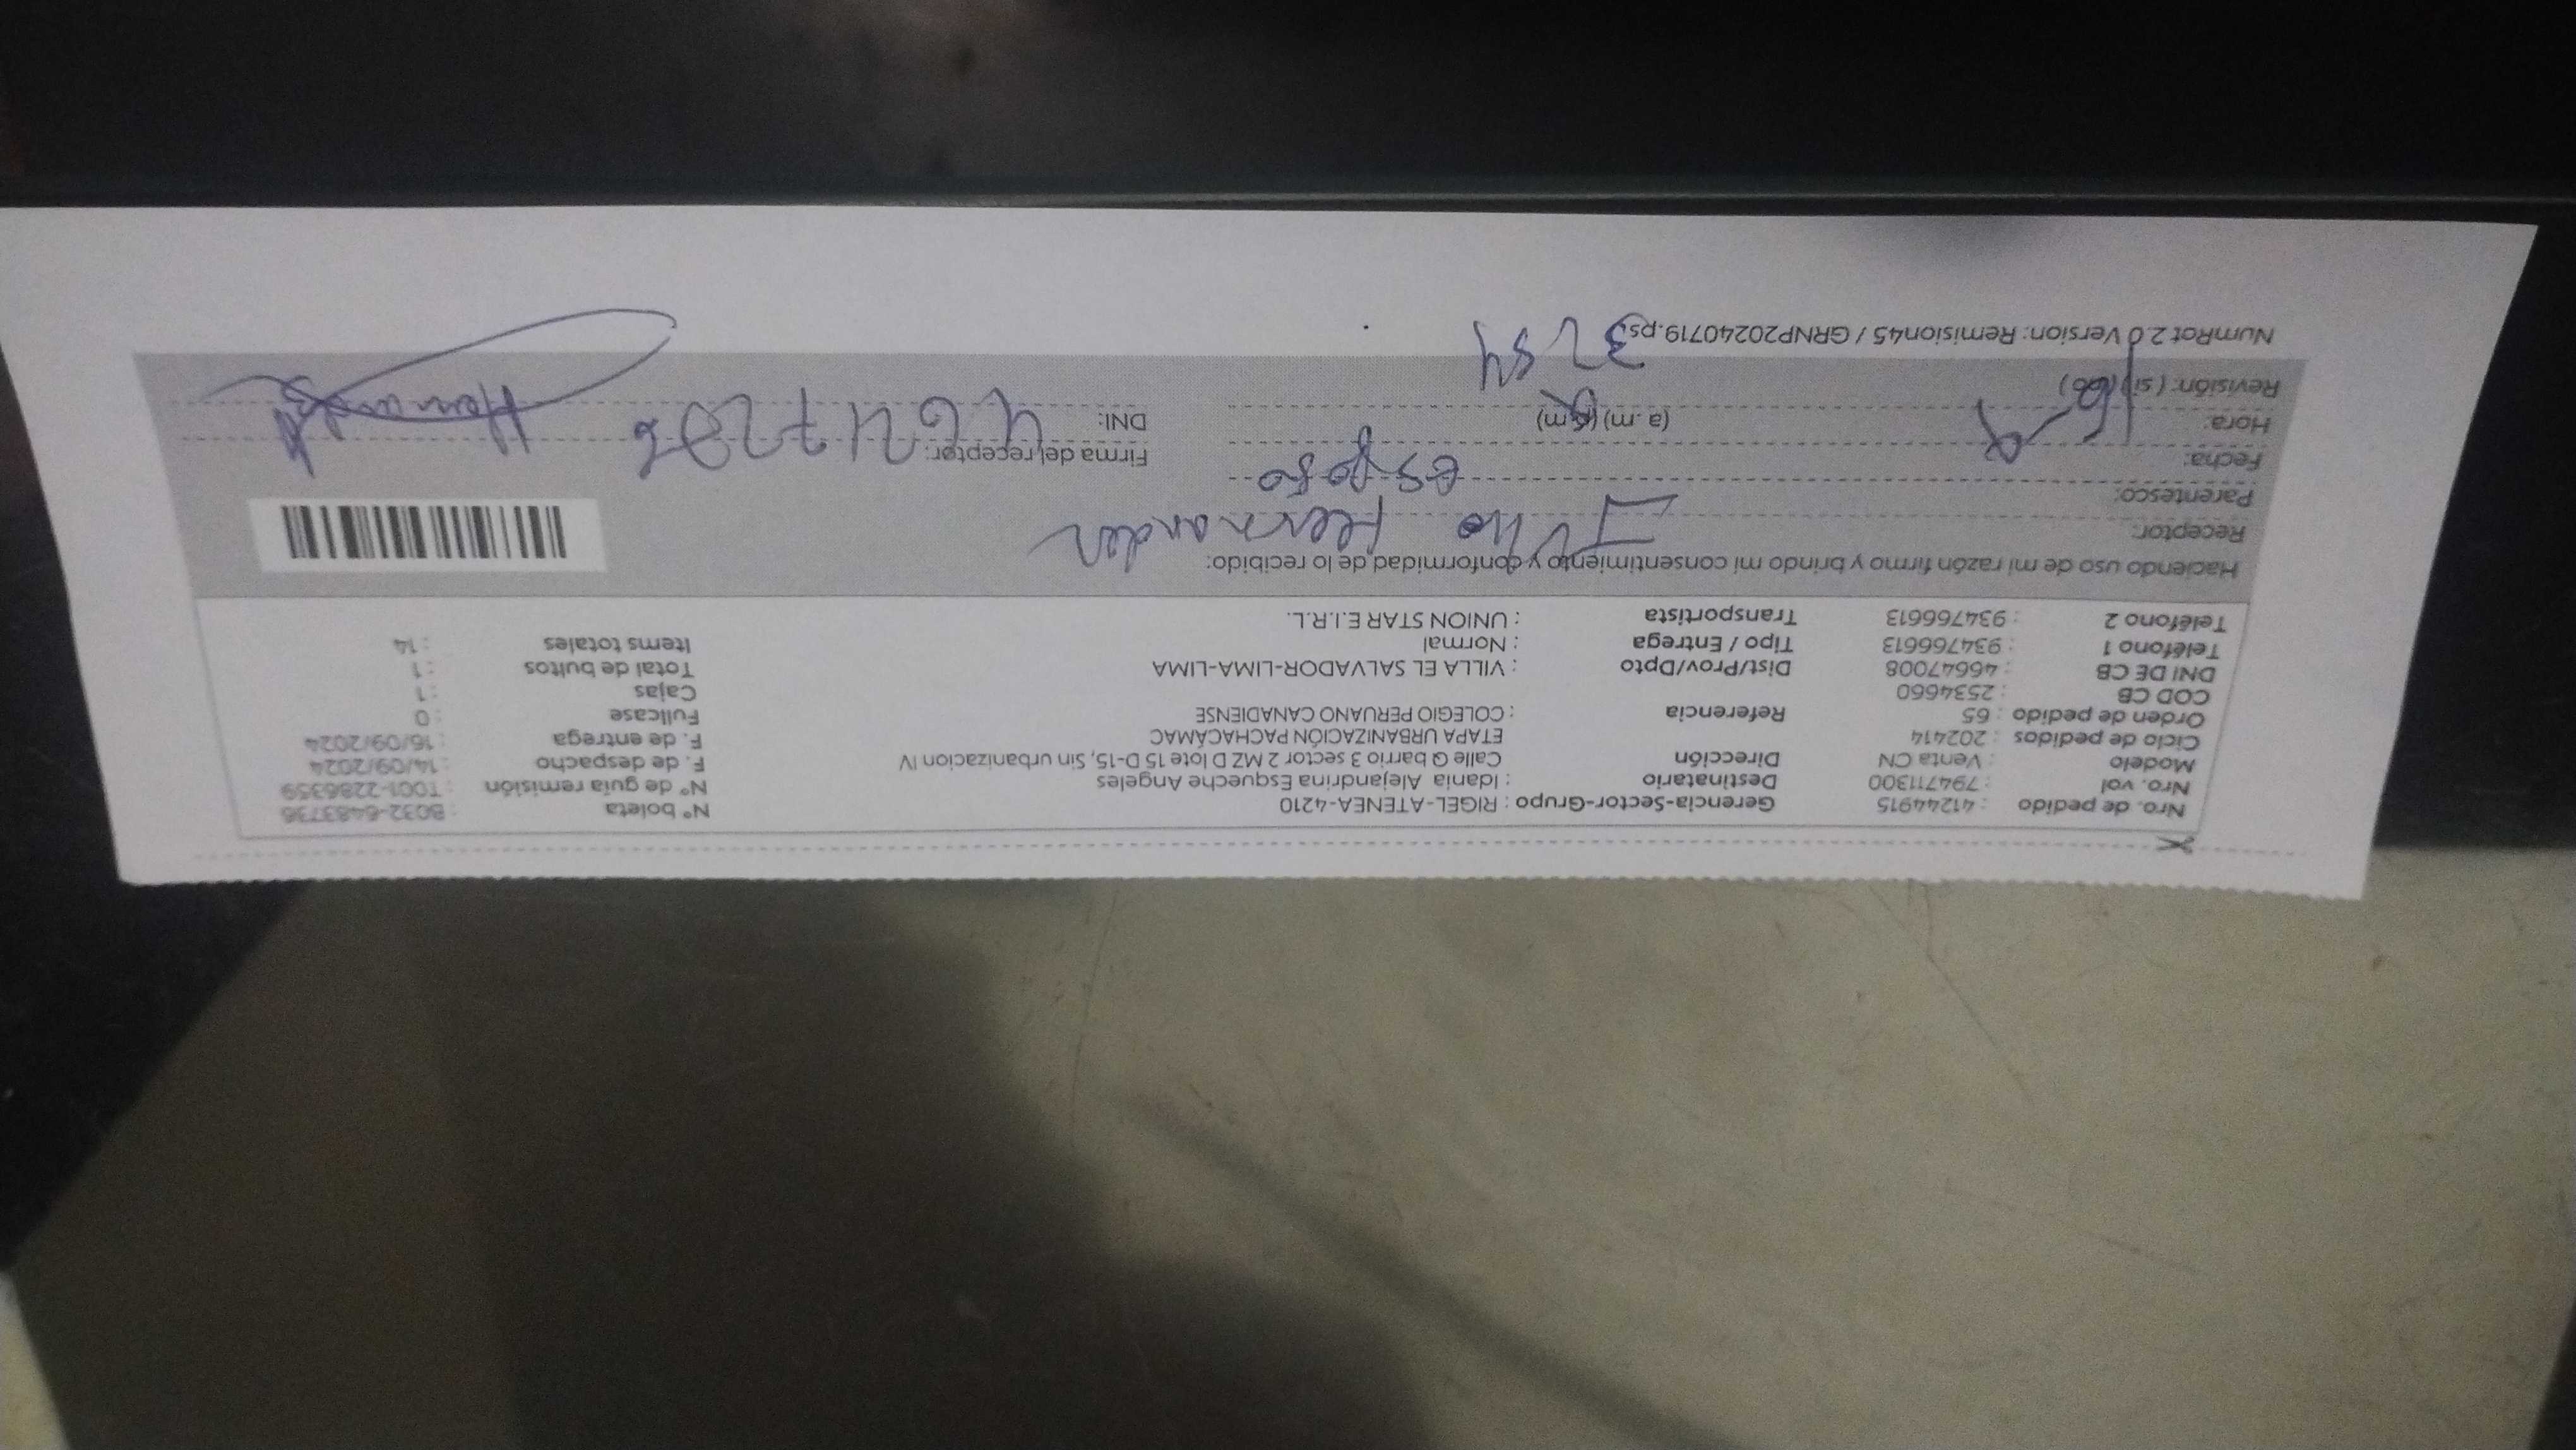 Nro. de pedido : 41244915 Gerencia-Sector-Grupo : RIGEL-ATENEA-4210 N° boleta : B032-6483736
Nro. vol : 794711300 Destinatario : Idania Alejandrina Esqueche Angeles N° de guía remisión : T001-2286359
Modelo : Venta CN Dirección : Calle Q barrio 3 sector 2 MZ D lote 15 D-15, Sin urbanizacion IV F. de despacho : 14/09/2024
Ciclo de pedidos : 202414 ETAPA URBANIZACIÓN PACHACÁMAC F. de entrega : 16/09/2024
Orden de pedido : 65 Referencia : COLEGIO PERUANO CANADIENSE Fullcase : 0
COD CB : 2534660 Cajas : 1
DNI DE CB : 46647008 Dist/Prov/Dpto : VILLA EL SALVADOR-LIMA-LIMA Total de bultos : 1
Teléfono 1 : 934766613 Tipo / Entrega : Normal Items totales : 14
Teléfono 2 : 934766613 Transportista : UNION STAR E.I.R.L.
Haciendo uso de mi razón firmo y brindo mi consentimiento y conformidad de lo recibido:
Receptor: Julio Hernandez
Parentesco: esposo
Fecha: 16-9 Firma del receptor:
Hora: (a.m) (p.m) DNI:
Revisión: ( si ) (no)
NumRot 2.0 Version: Remision45 / GRNP20240719.ps